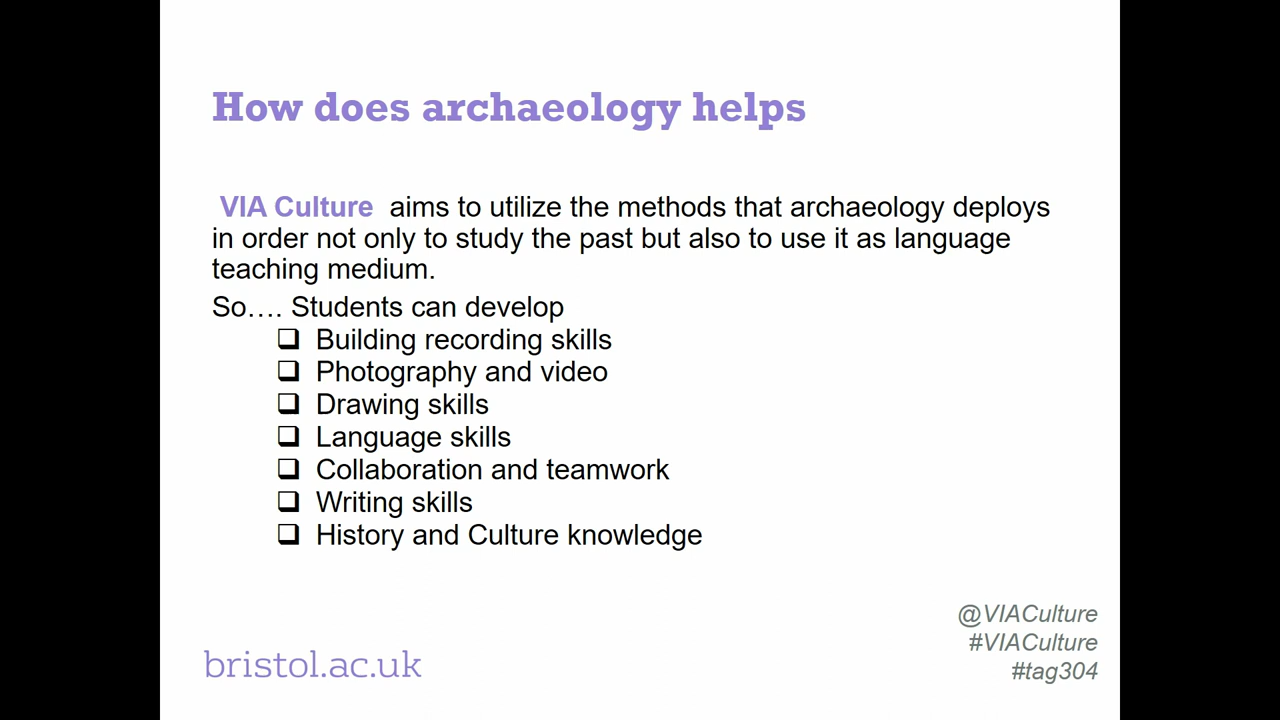 How does archaeology helps
VIA Culture aims to utilize the methods that archaeology deploys
in order not only to study the past but also to use it as language
teaching medium.
So…. Students can develop
❑ Building recording skills
❑ Photography and video
❑ Drawing skills
❑ Language skills
❑ Collaboration and teamwork
❑ Writing skills
❑ History and Culture knowledge
@VIACulture
#VIACulture
#tag304
bristol.ac.uk